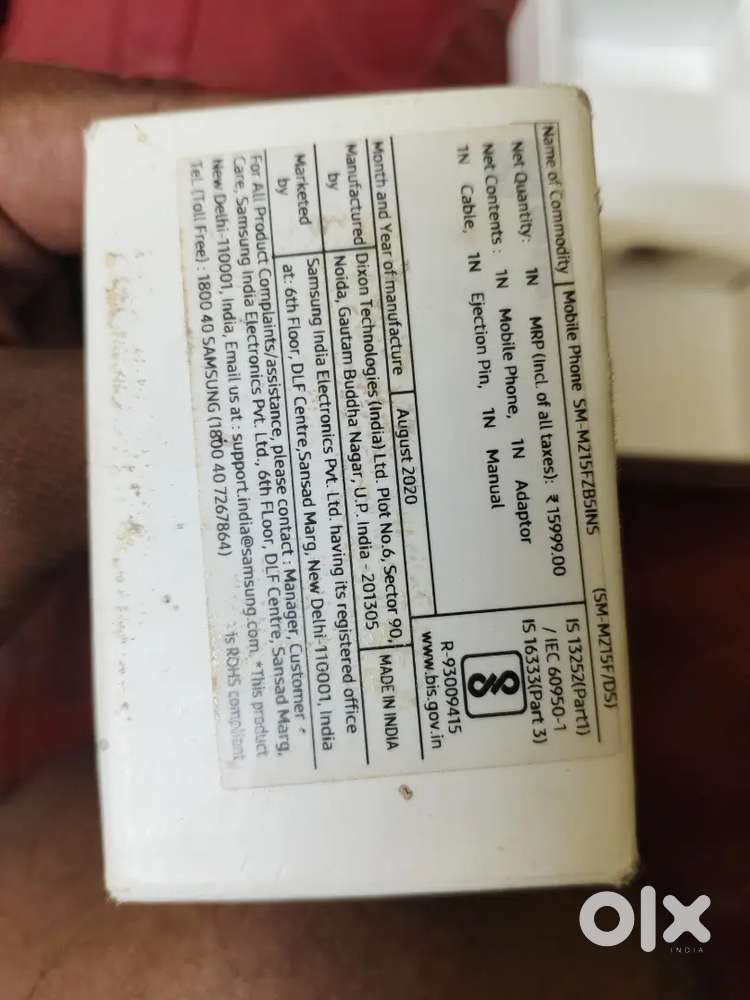 Name of Commodity Mobile Phone SM-M215FZB5INS (SM-M215F/DS)
Net Quantity: 1N MRP (Incl. of all taxes): ₹ 15999.00
Net Contents : 1N Mobile Phone, 1N Adaptor
1N Cable, 1N Ejection Pin, 1N Manual
IS 13252(Part1)
/ IEC 60950-1
IS 16333(Part 3)
R-93009415
www.bis.gov.in
Month and Year of manufacture August 2020
Manufactured by Dixon Technologies (India) Ltd. Plot No.6, Sector 90,
Noida, Gautam Buddha Nagar, U.P. India - 201305
MADE IN INDIA
Marketed by Samsung India Electronics Pvt. Ltd. having its registered office
at: 6th Floor, DLF Centre,Sansad Marg, New Delhi-110001, India
For All Product Complaints/assistance, please contact : Manager, Customer *
Care, Samsung India Electronics Pvt. Ltd., 6th FLoor, DLF Centre, Sansad Marg,
New Delhi-110001, India, Email us at : support.india@samsung.com, *This product
Tel. (Toll Free) : 1800 40 SAMSUNG (1800 40 7267864) is ROHS compliant
olx
INDIA